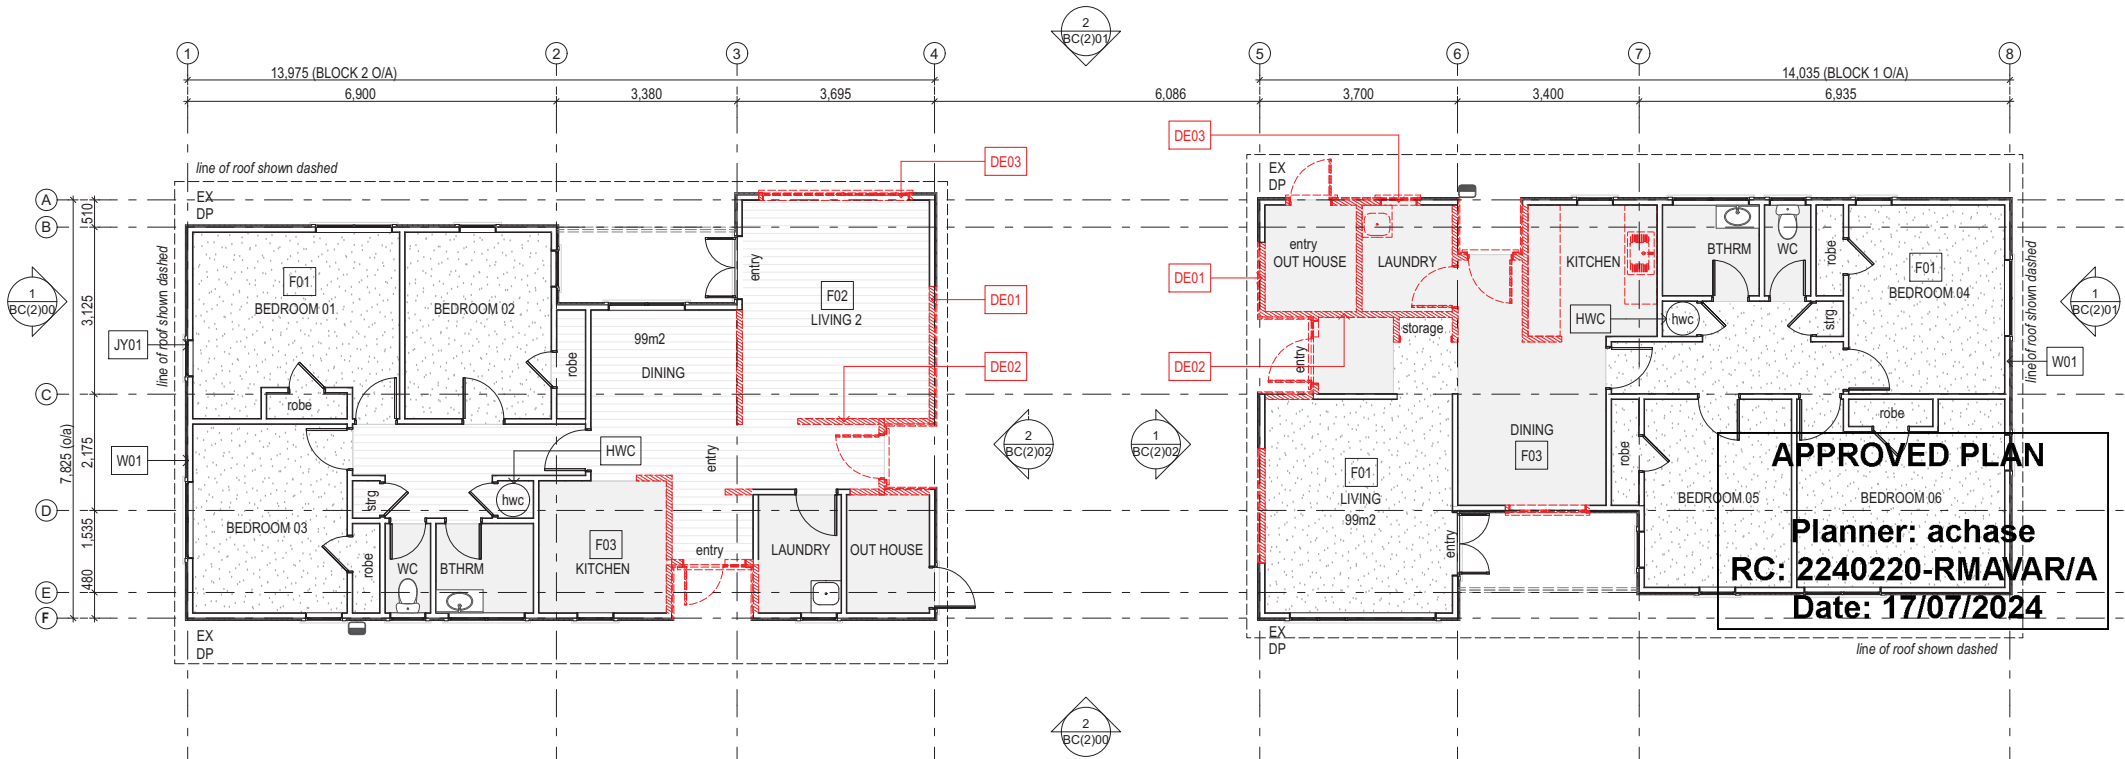 2
BC(2)01
1
2
3
4
5
6
7
8
13,975 (BLOCK 2 O/A)
14,035 (BLOCK 1 O/A)
6,900
3,380
3,695
6,086
3,700
3,400
6,935
DE03
DE03
line of roof shown dashed
EX
DP
EX
DP
A
B
C
D
E
F
510
3,125
2,175
1,535
480
7,825 (o/a)
line of roof shown dashed
1
BC(2)00
JY01
W01
F01
BEDROOM 01
BEDROOM 02
robe
robe
99m2
DINING
entry
F02
LIVING 2
DE01
DE02
HWC
entry
strg
hwc
BEDROOM 03
robe
WC
BTHRM
F03
KITCHEN
entry
LAUNDRY
OUT HOUSE
EX
DP
2
BC(2)02
1
BC(2)02
DE01
DE02
entry
OUT HOUSE
LAUNDRY
KITCHEN
BTHRM
WC
robe
F01
BEDROOM 04
HWC
hwc
strg
storage
entry
line of roof shown dashed
1
BC(2)01
W01
DINING
F03
F01
LIVING
99m2
entry
robe
robe
BEDROOM 05
BEDROOM 06
APPROVED PLAN
Planner: achase
RC: 2240220-RMAVAR/A
Date: 17/07/2024
EX
DP
line of roof shown dashed
2
BC(2)00